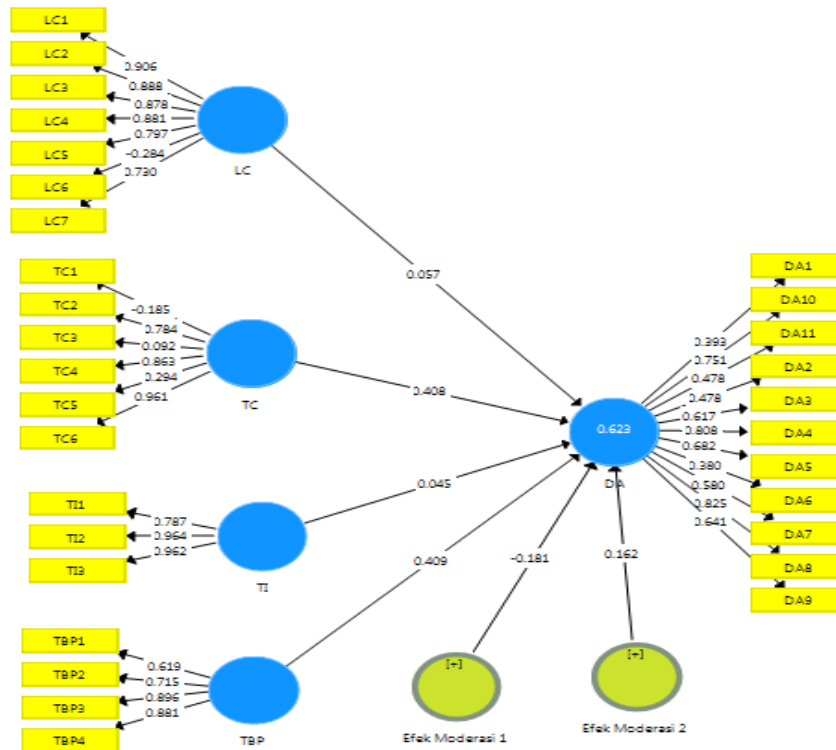 LC1
LC2
LC3
LC4
LC5
LC6
LC7
0.906
0.888
0.878
0.881
0.797
-0.284
0.730
LC
0.057
TC1
TC2
TC3
TC4
TC5
TC6
-0.185
0.784
0.092
0.863
0.294
0.961
TC
0.408
TI1
TI2
TI3
0.787
0.964
0.962
TI
0.045
TBP1
TBP2
TBP3
TBP4
0.619
0.715
0.896
0.881
TBP
0.409
[+]
Efek Moderasi 1
-0.181
[+]
Efek Moderasi 2
0.162
0.623
DA
0.393
0.751
0.478
0.478
0.617
0.808
0.682
0.380
0.580
0.825
0.641
DA1
DA10
DA11
DA2
DA3
DA4
DA5
DA6
DA7
DA8
DA9